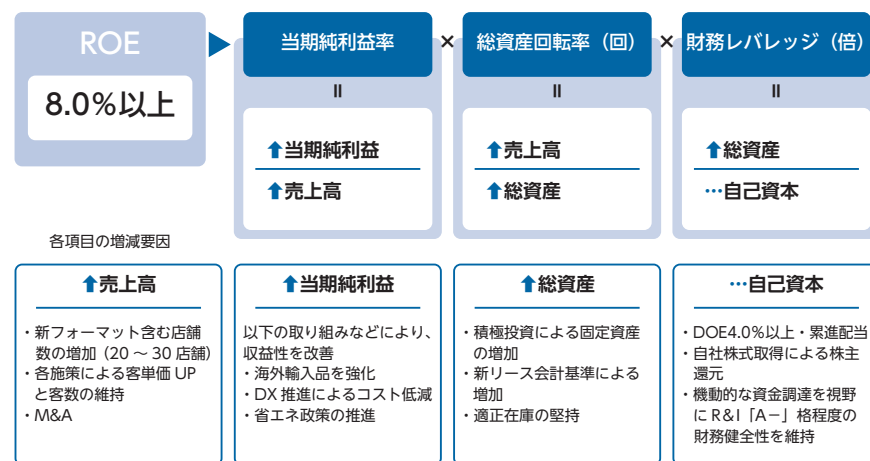 ROE
8.0%以上
当期純利益率
×
総資産回転率（回）
×
財務レバレッジ（倍）
=
=
=
⬆当期純利益
⬆売上高
⬆売上高
⬆総資産
⬆総資産
…自己資本
各項目の増減要因
⬆売上高
・新フォーマット含む店舗
数の増加（20 ～ 30 店舗）
・各施策による客単価 UP
と客数の維持
・M&A
⬆当期純利益
以下の取り組みなどにより、
収益性を改善
・海外輸入品を強化
・DX 推進によるコスト低減
・省エネ政策の推進
⬆総資産
・積極投資による固定資産
の増加
・新リース会計基準による
増加
・適正在庫の堅持
…自己資本
・DOE4.0%以上・累進配当
・自社株式取得による株主
還元
・機動的な資金調達を視野
に R&I「A－」格程度の
財務健全性を維持